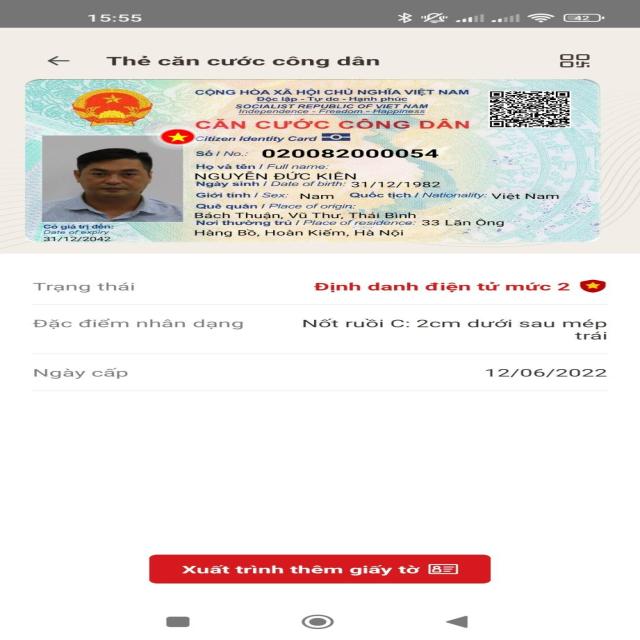 15:55
42
Thẻ căn cước công dân
CỘNG HÒA XÃ HỘI CHỦ NGHĨA VIỆT NAM
Độc lập - Tự do - Hạnh phúc
SOCIALIST REPUBLIC OF VIET NAM
Independence - Freedom - Happiness
CĂN CƯỚC CÔNG DÂN
Citizen Identity Card
Số / No.: 020082000054
Họ và tên / Full name:
NGUYỄN ĐỨC KIÊN
Ngày sinh / Date of birth: 31/12/1982
Giới tính / Sex: Nam Quốc tịch / Nationality: Việt Nam
Quê quán / Place of origin:
Bách Thuận, Vũ Thư, Thái Bình
Nơi thường trú / Place of residence: 33 Lãn Ông
Hàng Bồ, Hoàn Kiếm, Hà Nội
Có giá trị đến:
Date of expiry
31/12/2042
Trạng thái Định danh điện tử mức 2
Đặc điểm nhân dạng Nốt ruồi C: 2cm dưới sau mép
trái
Ngày cấp 12/06/2022
Xuất trình thêm giấy tờ